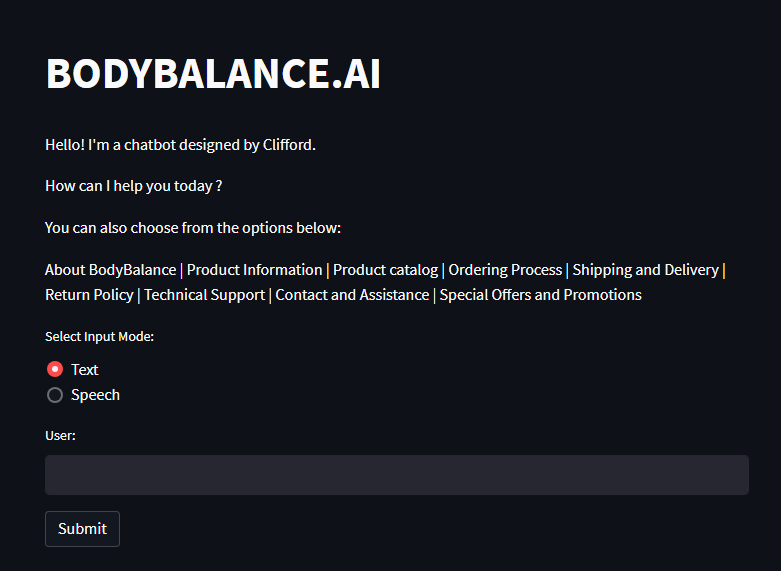 BODYBALANCE.AI
Hello! I'm a chatbot designed by Clifford.
How can I help you today ?
You can also choose from the options below:
About BodyBalance | Product Information | Product catalog | Ordering Process | Shipping and Delivery |
Return Policy | Technical Support | Contact and Assistance | Special Offers and Promotions
Select Input Mode:
Text
Speech
User:
Submit